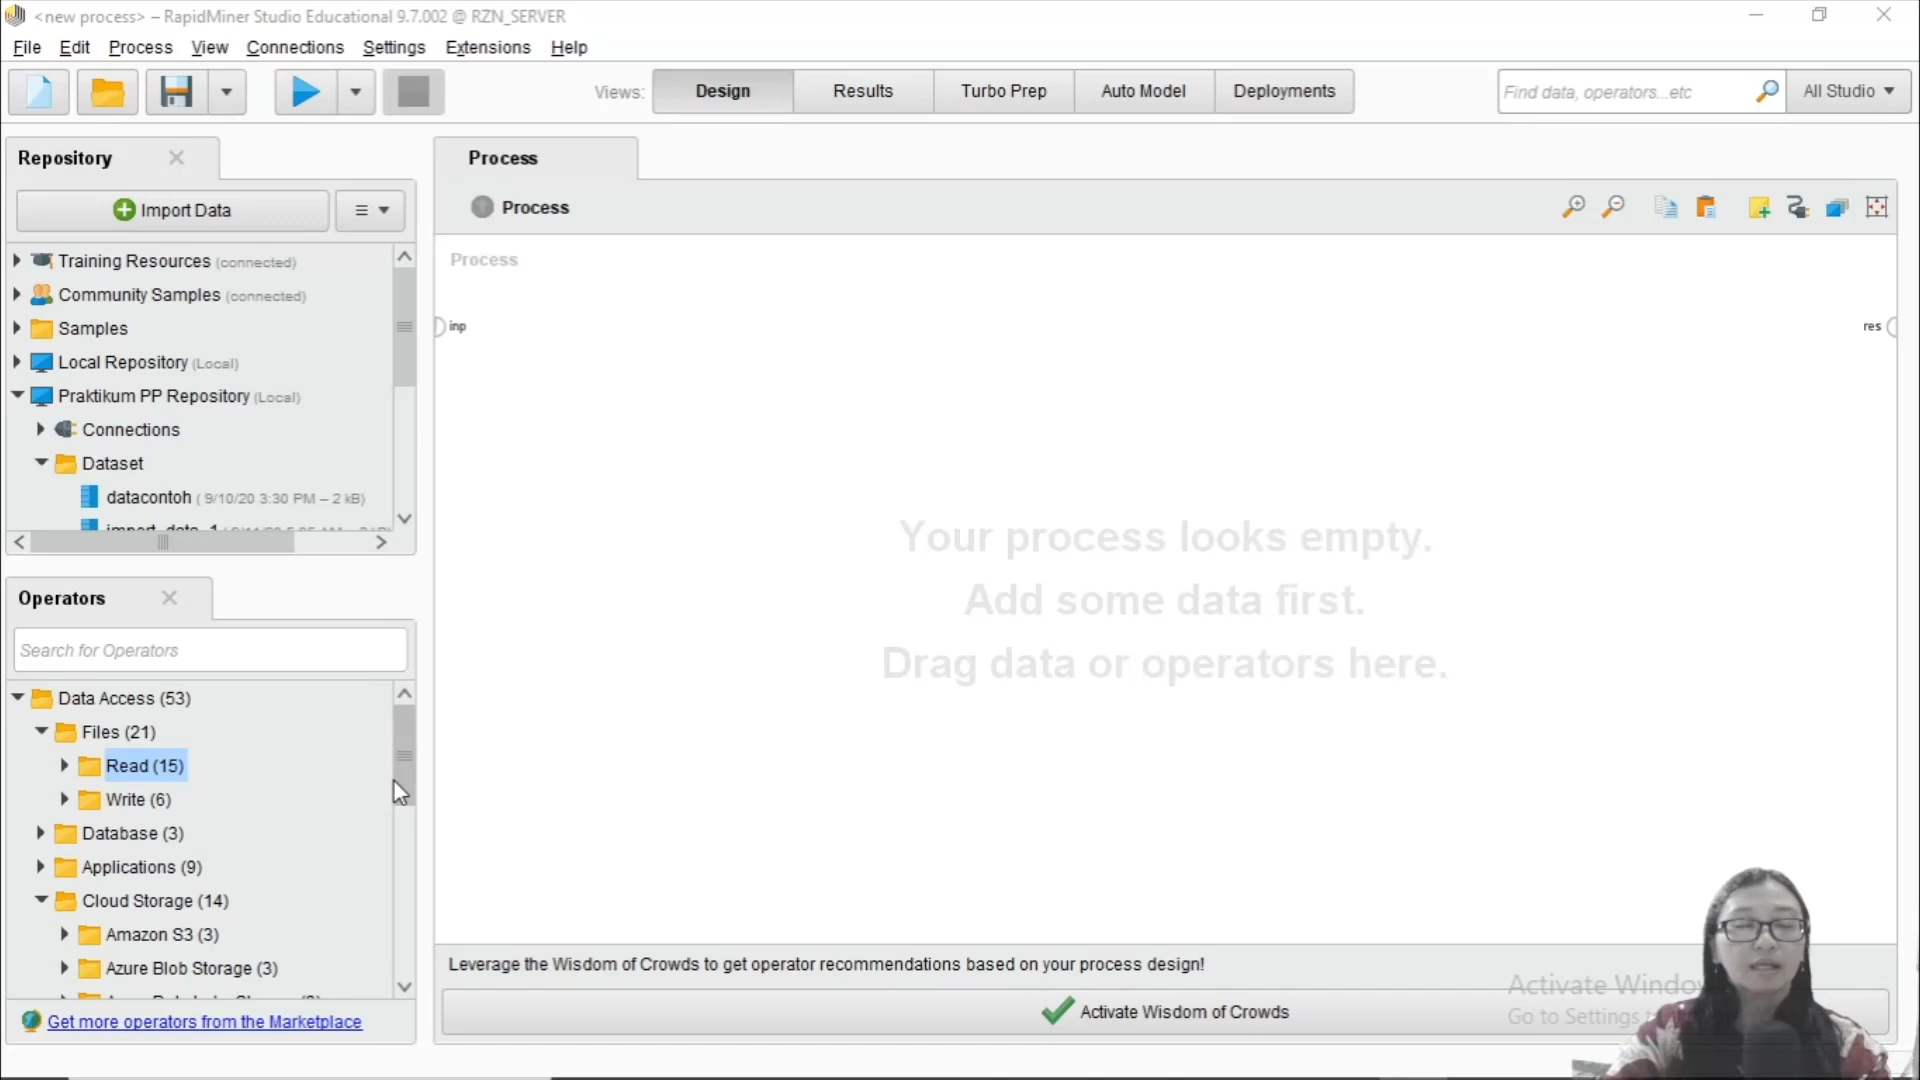 <new process> – RapidMiner Studio Educational 9.7.002 @ RZN_SERVER
File Edit Process View Connections Settings Extensions Help
Views: Design Results Turbo Prep Auto Model Deployments
Find data, operators...etc
All Studio
Repository
Import Data
Training Resources (connected)
Community Samples (connected)
Samples
Local Repository (Local)
Praktikum PP Repository (Local)
Connections
Dataset
datacontoh ( 9/10/20 3:30 PM – 2 kB)
Process
Process
Process
inp
res
Your process looks empty.
Add some data first.
Drag data or operators here.
Operators
Search for Operators
Data Access (53)
Files (21)
Read (15)
Write (6)
Database (3)
Applications (9)
Cloud Storage (14)
Amazon S3 (3)
Azure Blob Storage (3)
Get more operators from the Marketplace
Leverage the Wisdom of Crowds to get operator recommendations based on your process design!
Activate Wisdom of Crowds
Activate
Go to Settings